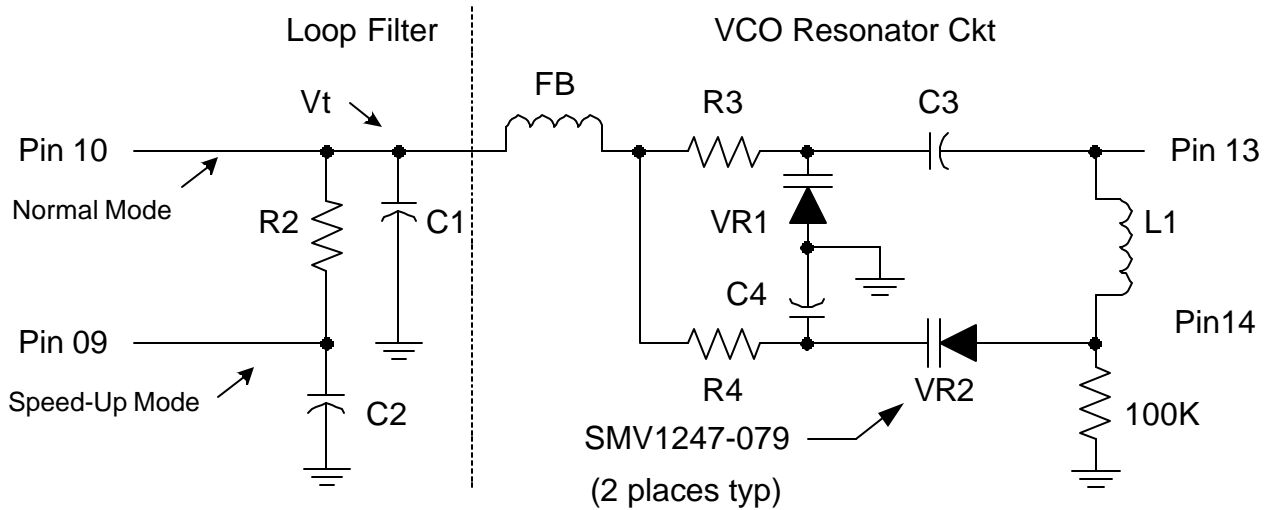 Loop Filter
VCO Resonator Ckt
Vt
FB
R3
C3
Pin 10
Pin 13
Normal Mode
R2
C1
VR1
L1
C4
Pin 09
Pin14
Speed-Up Mode
C2
R4
VR2
100K
SMV1247-079
(2 places typ)